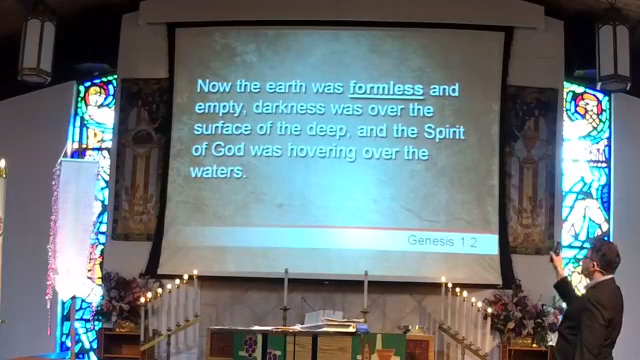 Now the earth was formless and
empty, darkness was over the
surface of the deep, and the Spirit
of God was hovering over the
waters.
Genesis 1:2